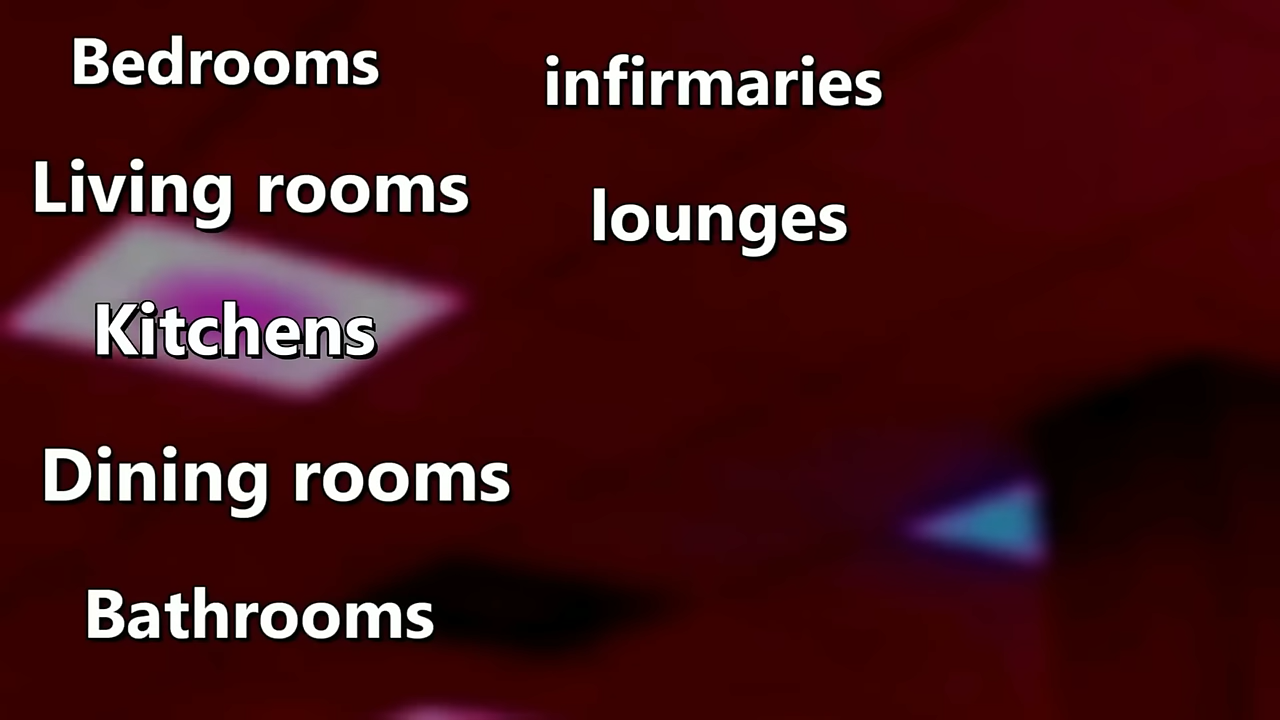 Bedrooms
Living rooms
Kitchens
Dining rooms
Bathrooms
infirmaries
lounges